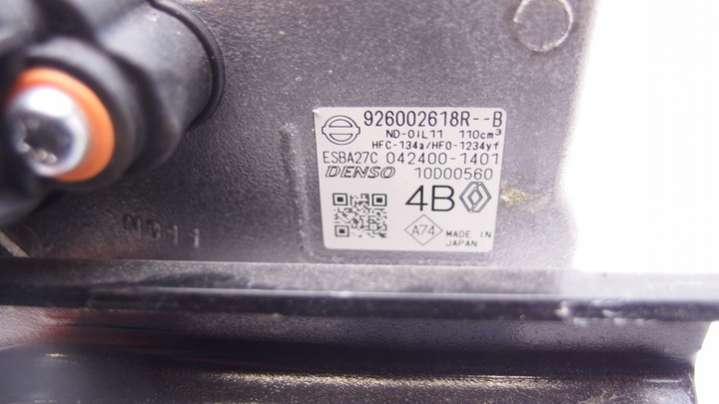 926002618R--B
ND-OIL11 110cm³
HFC-134a/HFO-1234yf
ESBA27C 042400-1401
DENSO 10D00560
4B
A74 MADE IN
JAPAN